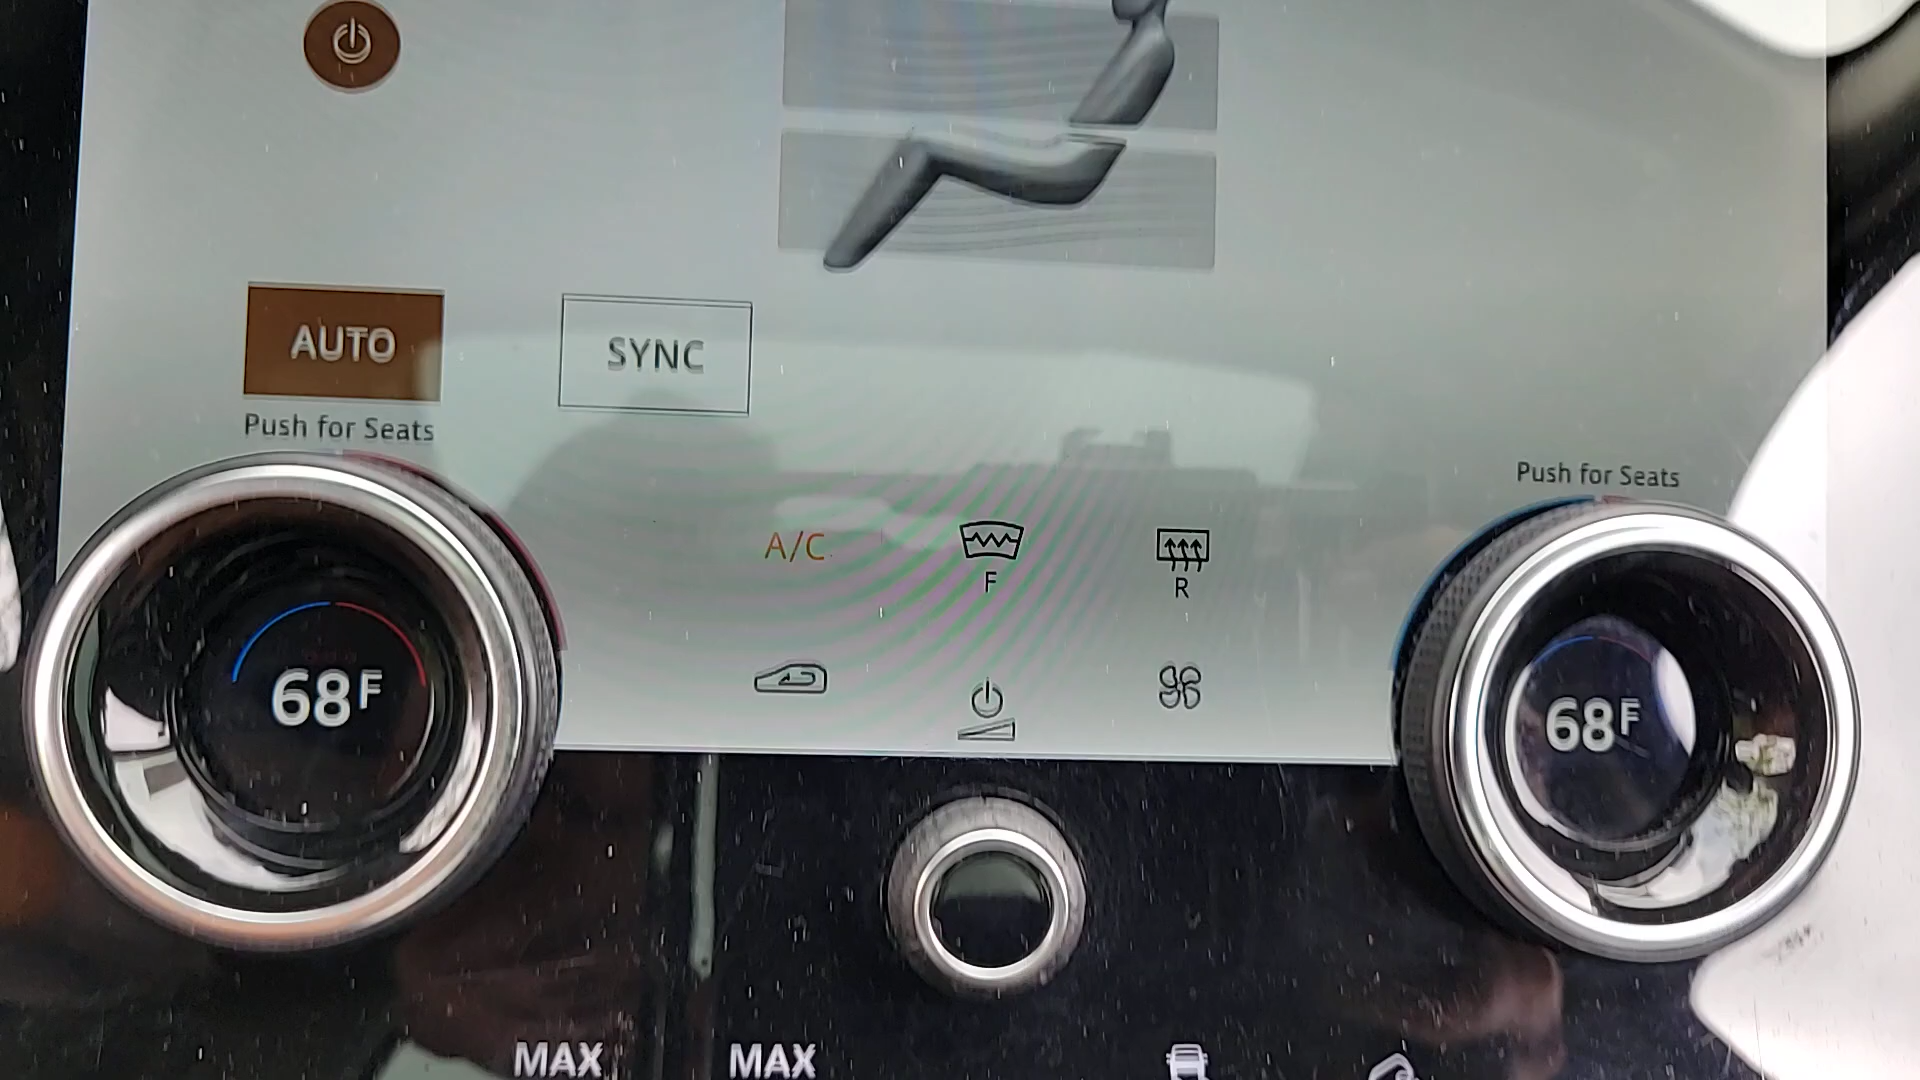 AUTO
SYNC
Push for Seats
Push for Seats
A/C
F
R
68F
68F
MAX
MAX